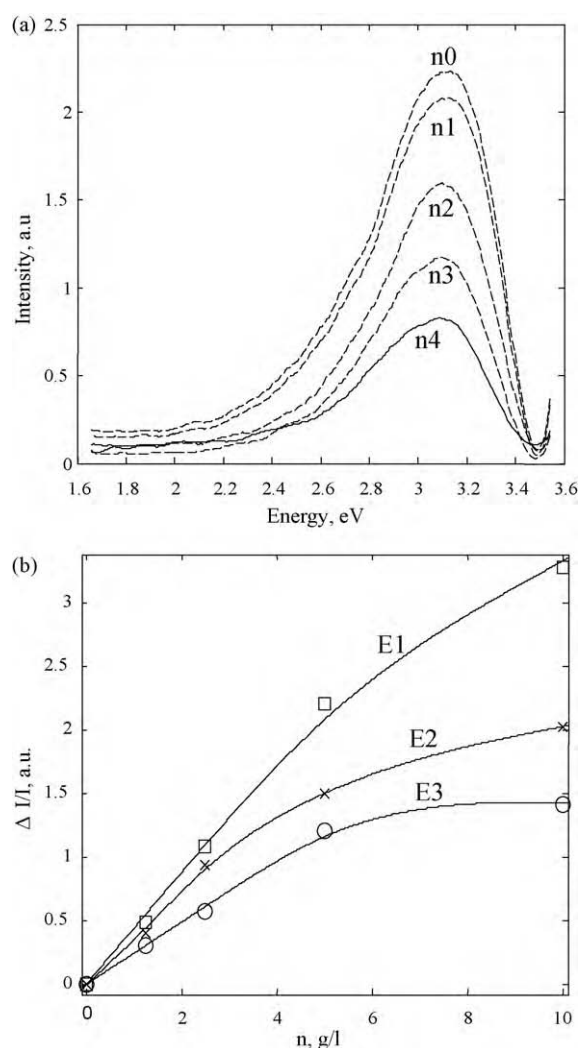 (a)
2.5
2
1.5
1
0.5
0
Intensity, a.u
n0
n1
n2
n3
n4
1.6 1.8 2 2.2 2.4 2.6 2.8 3 3.2 3.4 3.6
Energy, eV
(b)
3
2.5
2
1.5
1
0.5
0
Δ I/I, a.u.
E1
E2
E3
0 2 4 6 8 10
n, g/l